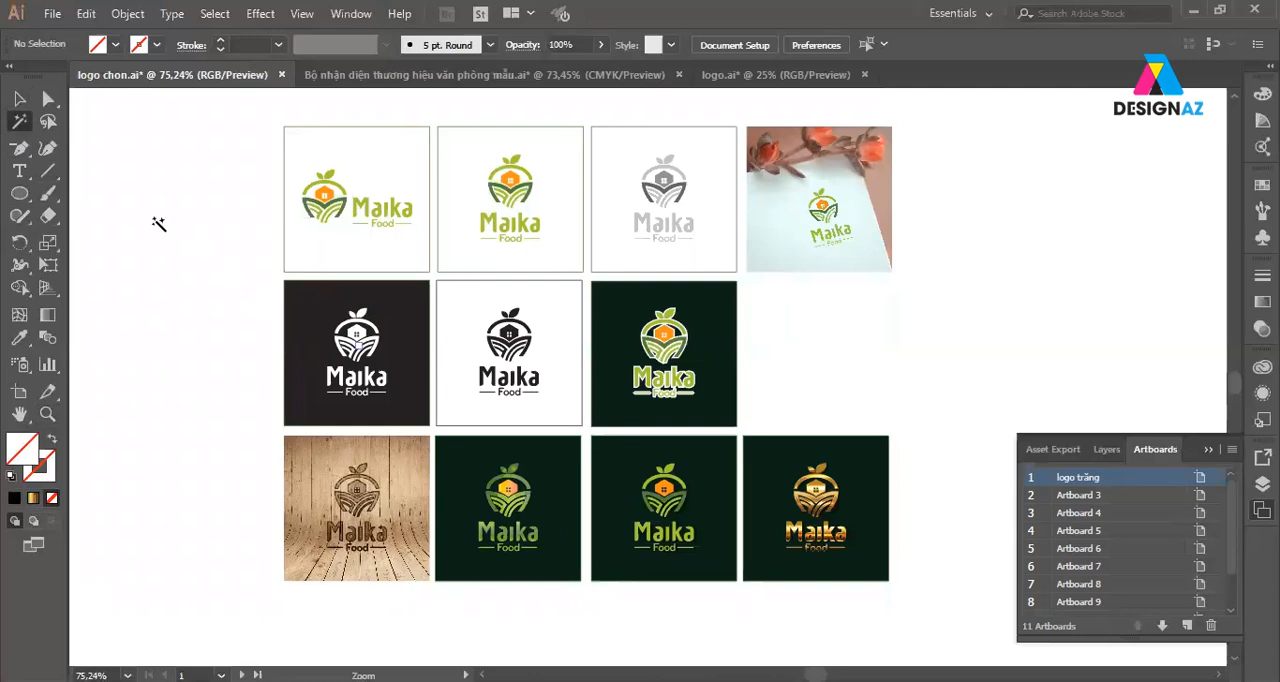 Ai File Edit Object Type Select Effect View Window Help Br St Essentials Search Adobe Stock
No Selection Stroke: 5 pt. Round Opacity: 100% Style: Document Setup Preferences
logo chon.ai* @ 75,24% (RGB/Preview) Bộ nhận diện thương hiệu văn phòng mẫu.ai* @ 73,45% (CMYK/Preview) logo.ai* @ 25% (RGB/Preview)
DESIGNAZ
Maika
Food
Maika
Food
Maika
Food
Maika
Food
Maika
Food
Maika
Food
Maika
Food
Maika
Food
Maika
Food
Maika
Food
Maika
Food
Asset Export Layers Artboards
1 logo trắng
2 Artboard 3
3 Artboard 4
4 Artboard 5
5 Artboard 6
6 Artboard 7
7 Artboard 8
8 Artboard 9
11 Artboards
75,24% 1 Zoom